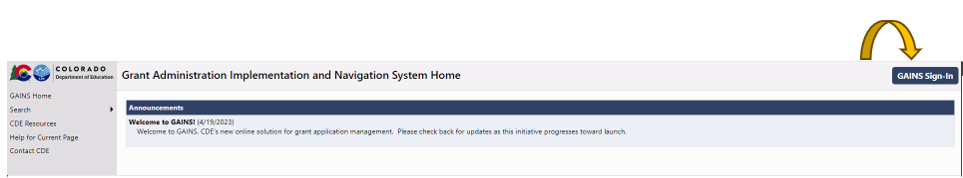 COLORADO
Department of Education
Grant Administration Implementation and Navigation System Home
GAINS Sign-In
GAINS Home
Search
CDE Resources
Help for Current Page
Contact CDE
Announcements
Welcome to GAINS! (4/19/2023)
Welcome to GAINS. CDE's new online solution for grant application management. Please check back for updates as this initiative progresses toward launch.